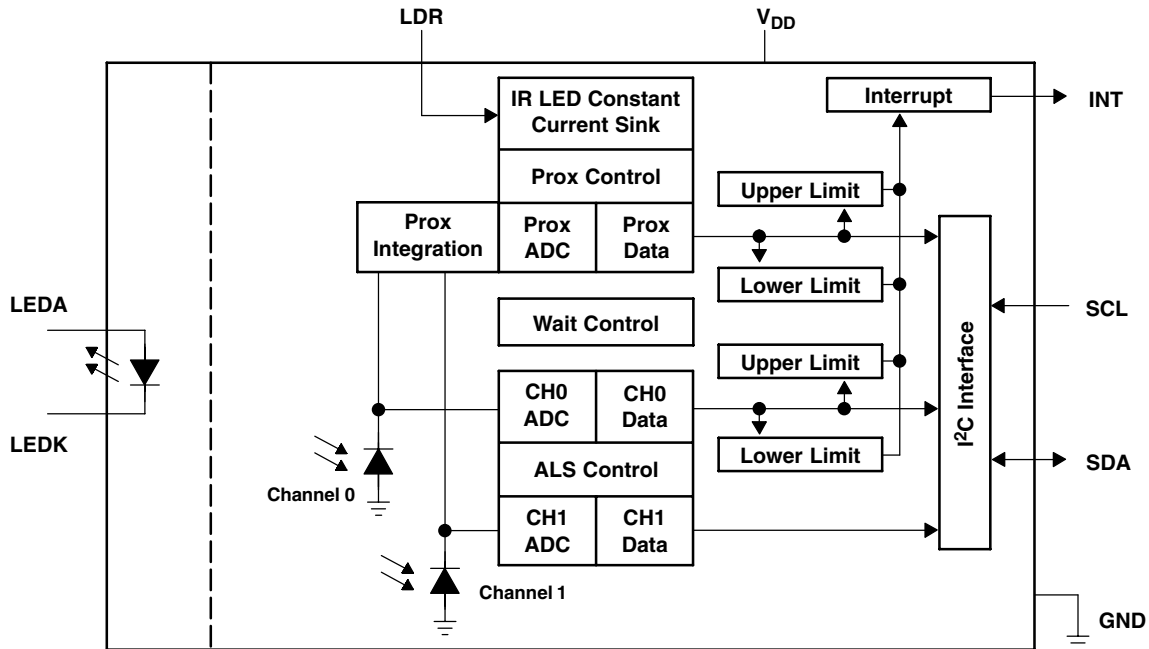 LDR
V_DD
IR LED Constant
Current Sink
Interrupt
INT
Prox Control
Upper Limit
Prox
Integration
Prox
ADC
Prox
Data
Lower Limit
LEDA
SCL
Wait Control
Upper Limit
I²C Interface
CH0
ADC
CH0
Data
LEDK
Lower Limit
SDA
ALS Control
Channel 0
CH1
ADC
CH1
Data
Channel 1
GND